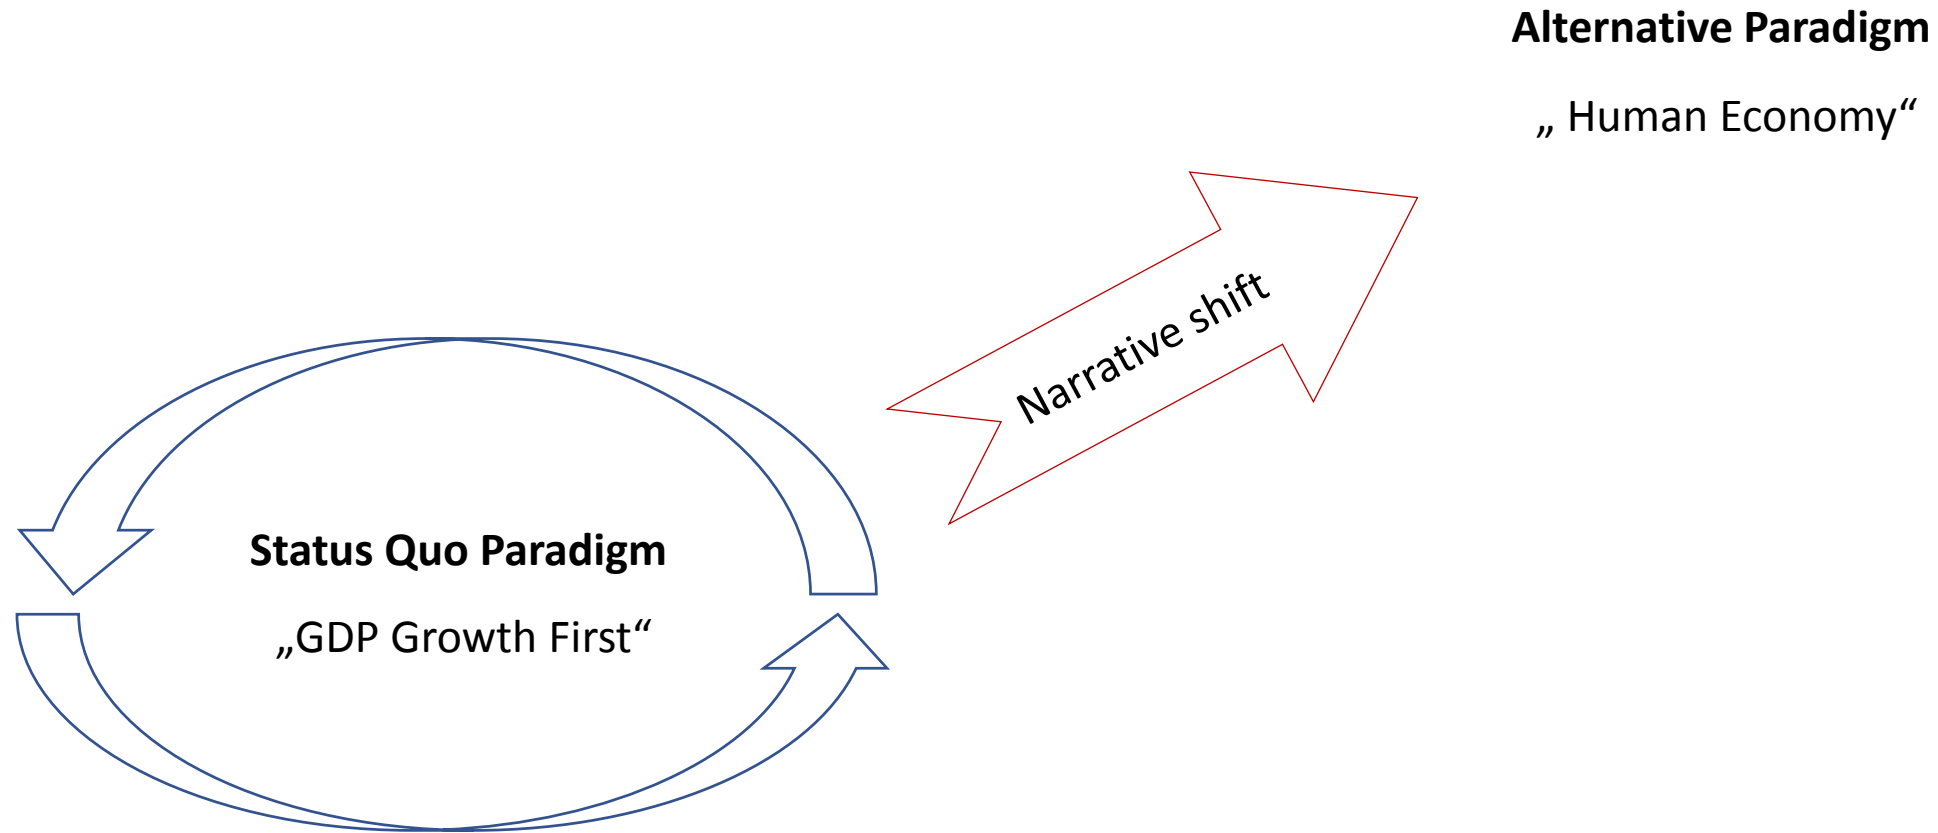 Alternative Paradigm
„ Human Economy“
Narrative shift
Status Quo Paradigm
„GDP Growth First“